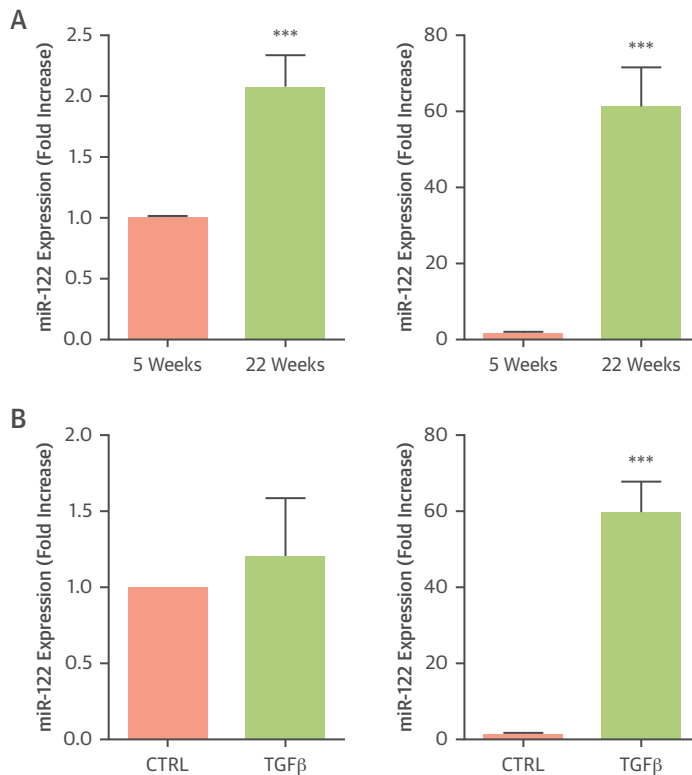 A
miR-122 Expression (Fold Increase)
2.5
2.0
1.5
1.0
0.5
0.0
***
5 Weeks
22 Weeks
miR-122 Expression (Fold Increase)
80
60
40
20
0
***
5 Weeks
22 Weeks
B
miR-122 Expression (Fold Increase)
2.0
1.5
1.0
0.5
0.0
CTRL
TGFβ
miR-122 Expression (Fold Increase)
80
60
40
20
0
***
CTRL
TGFβ